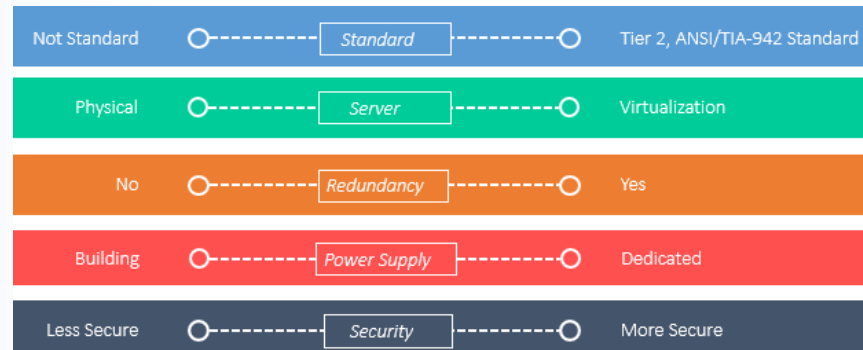 Not Standard Standard Tier 2, ANSI/TIA-942 Standard
Physical Server Virtualization
No Redundancy Yes
Building Power Supply Dedicated
Less Secure Security More Secure